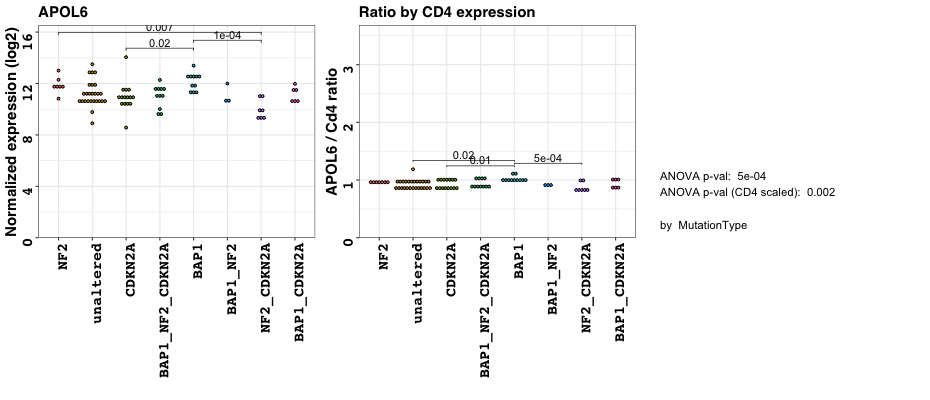 APOL6
Normalized expression (log2)
0
4
8
12
16
0.007
1e-04
0.02
NF2
unaltered
CDKN2A
BAP1_NF2_CDKN2A
BAP1
BAP1_NF2
NF2_CDKN2A
BAP1_CDKN2A
Ratio by CD4 expression
APOL6 / Cd4 ratio
0
1
2
3
0.02
0.01
5e-04
NF2
unaltered
CDKN2A
BAP1_NF2_CDKN2A
BAP1
BAP1_NF2
NF2_CDKN2A
BAP1_CDKN2A
ANOVA p-val: 5e-04
ANOVA p-val (CD4 scaled): 0.002
by MutationType